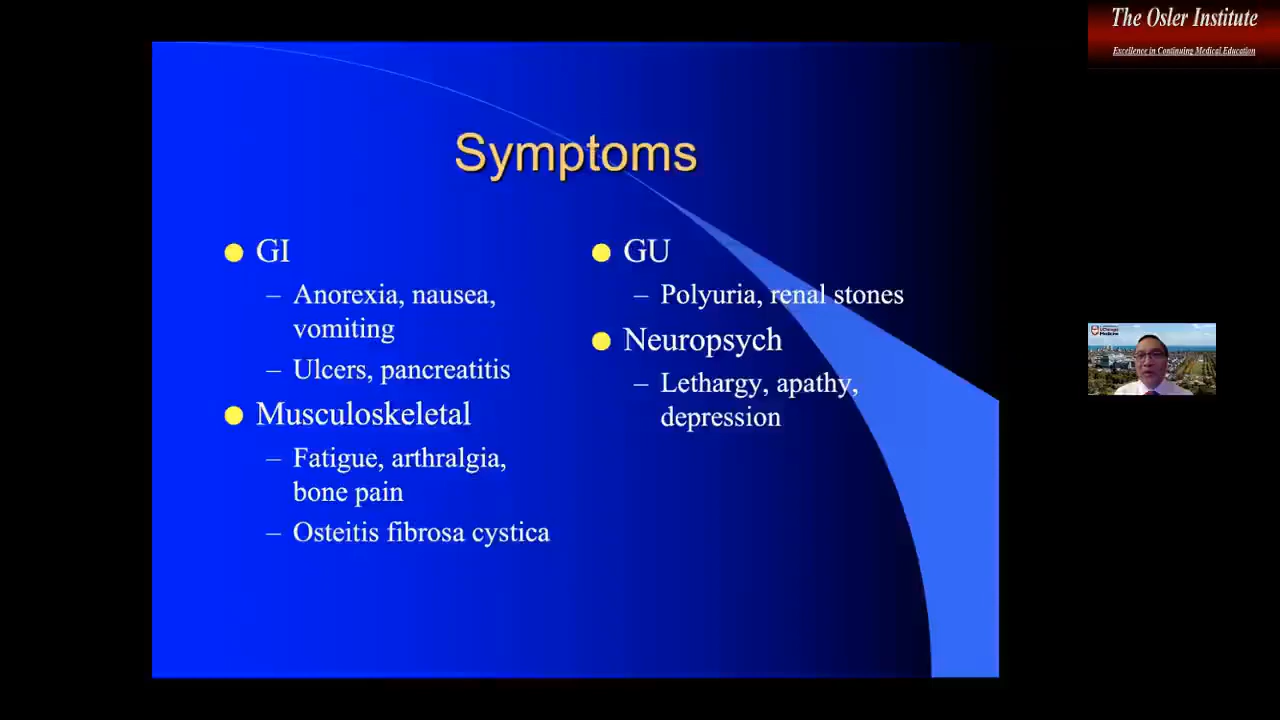 The Osler Institute
Excellence in Continuing Medical Education
Symptoms
GI
– Anorexia, nausea,
vomiting
– Ulcers, pancreatitis
Musculoskeletal
– Fatigue, arthralgia,
bone pain
– Osteitis fibrosa cystica
GU
– Polyuria, renal stones
Neuropsych
– Lethargy, apathy,
depression